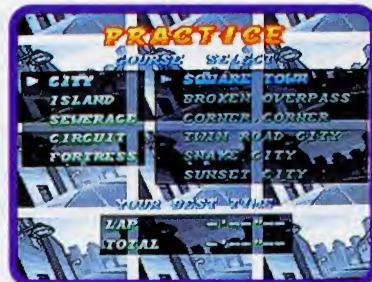 PRACTICE
COURSE SELECT
CITY
ISLAND
SEWERAGE
CIRCUIT
FORTRESS
SQUARE TOWN
BROKEN OVERPASS
CORNER CORNER
TWIN ROAD CITY
SNAKE CITY
SUNSET CITY
YOUR BEST TIME
LAP -'--"--
TOTAL -'--"--